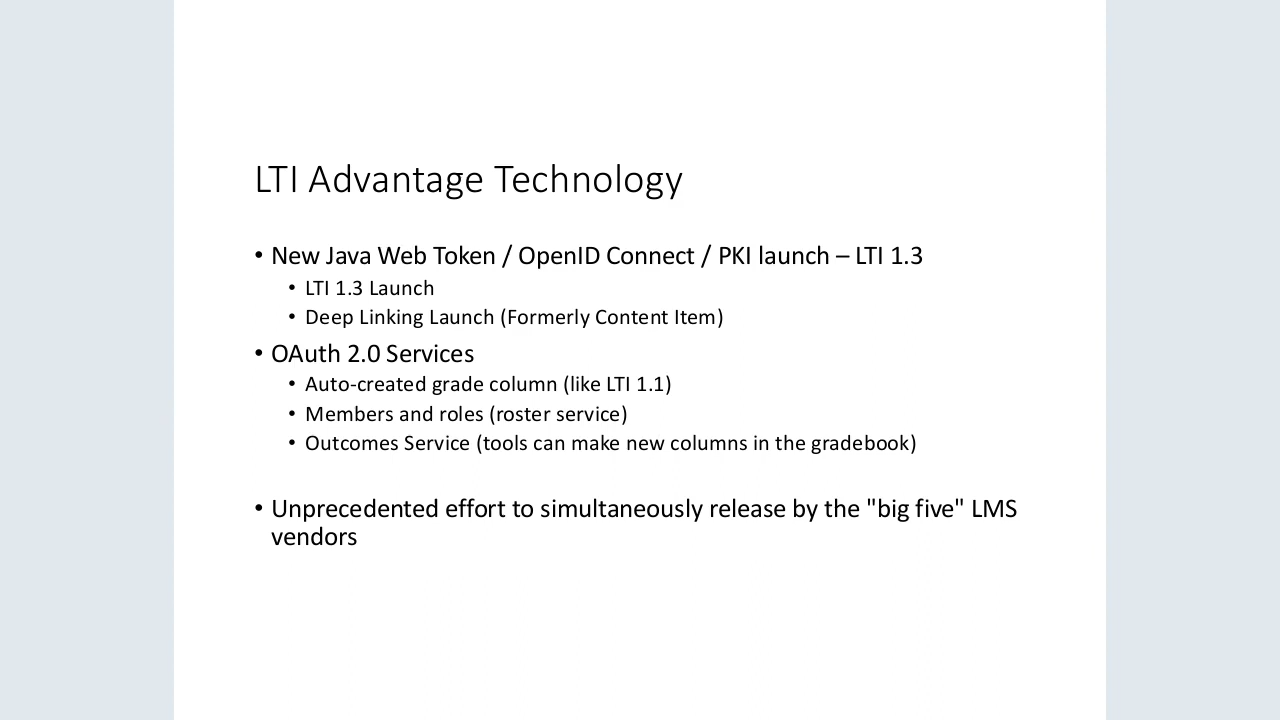 LTI Advantage Technology
• New Java Web Token / OpenID Connect / PKI launch – LTI 1.3
• LTI 1.3 Launch
• Deep Linking Launch (Formerly Content Item)
• OAuth 2.0 Services
• Auto-created grade column (like LTI 1.1)
• Members and roles (roster service)
• Outcomes Service (tools can make new columns in the gradebook)
• Unprecedented effort to simultaneously release by the "big five" LMS
vendors